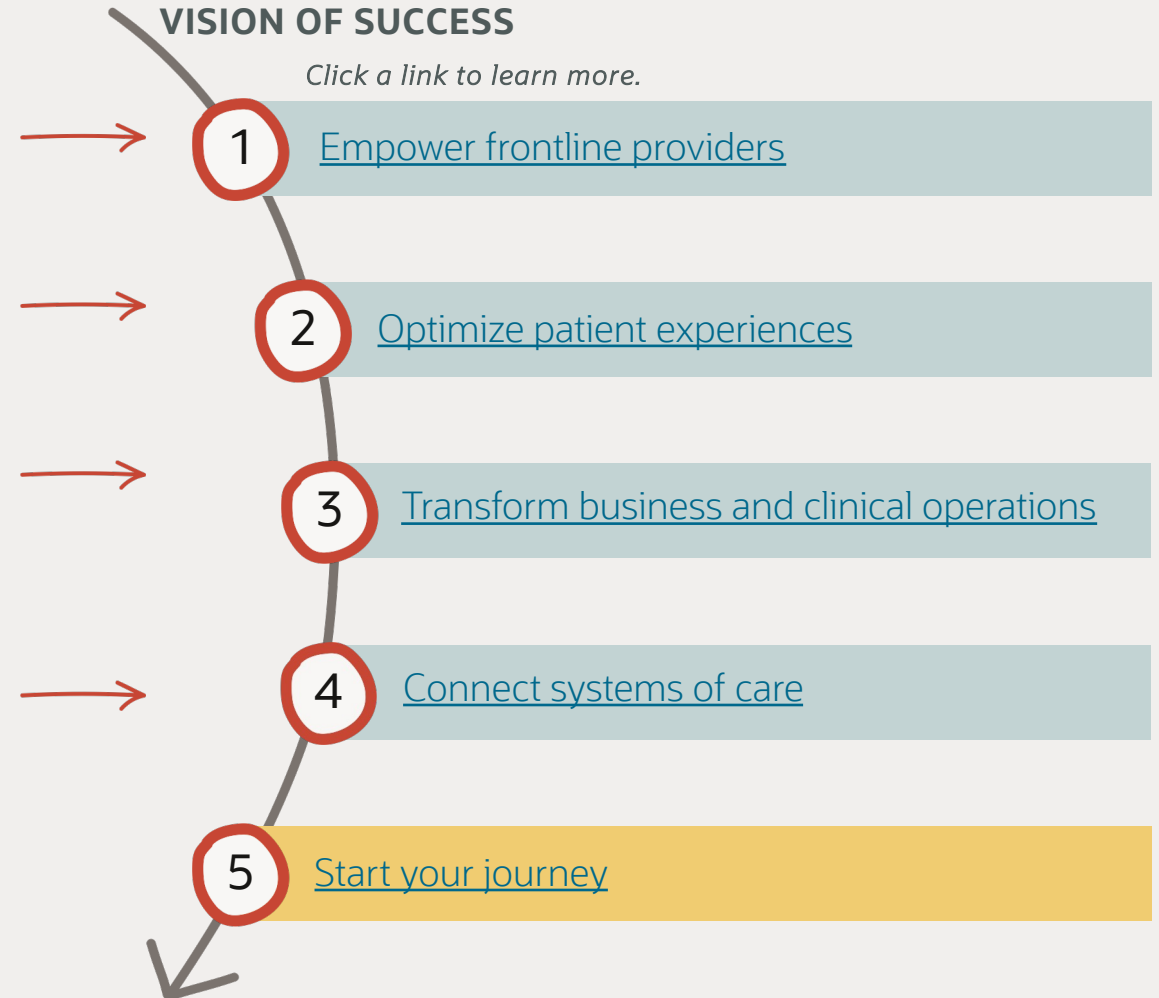 VISION OF SUCCESS
Click a link to learn more.
1 Empower frontline providers
2 Optimize patient experiences
3 Transform business and clinical operations
4 Connect systems of care
5 Start your journey